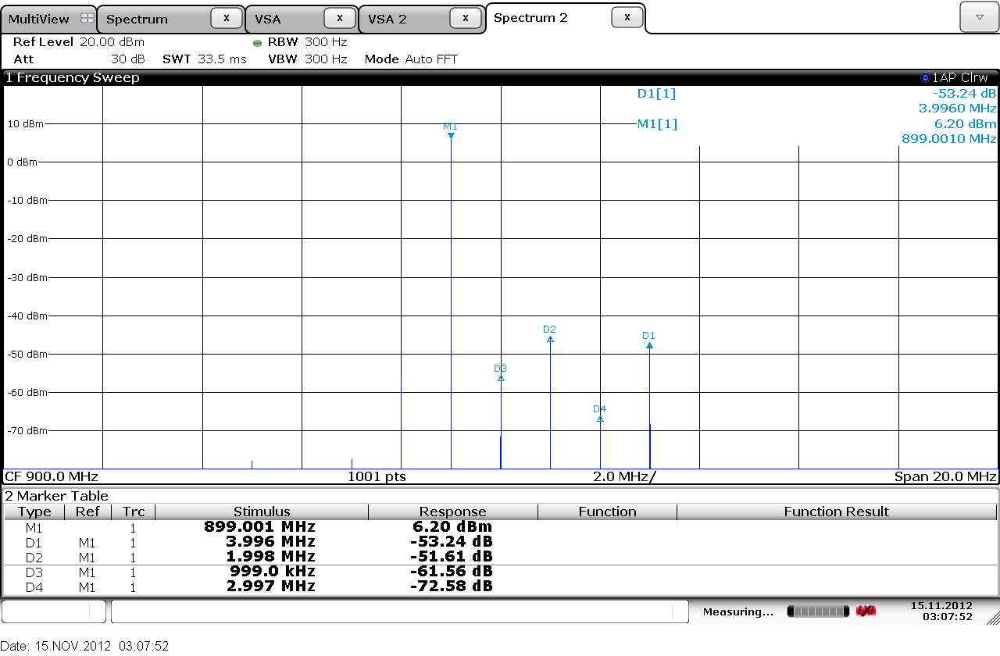 MultiView Spectrum x VSA x VSA 2 x Spectrum 2 x
Ref Level 20.00 dBm RBW 300 Hz
Att 30 dB SWT 33.5 ms VBW 300 Hz Mode Auto FFT
1 Frequency Sweep 1AP Clrw
D1[1] -53.24 dB
3.9960 MHz
10 dBm M1 M1[1] 6.20 dBm
899.0010 MHz
0 dBm
-10 dBm
-20 dBm
-30 dBm
-40 dBm
D2
D1
-50 dBm
D3
-60 dBm
D4
-70 dBm
CF 900.0 MHz 1001 pts 2.0 MHz/ Span 20.0 MHz
2 Marker Table
Type Ref Trc Stimulus Response Function Function Result
M1 1 899.001 MHz 6.20 dBm
D1 M1 1 3.996 MHz -53.24 dB
D2 M1 1 1.998 MHz -51.61 dB
D3 M1 1 999.0 kHz -61.56 dB
D4 M1 1 2.997 MHz -72.58 dB
Measuring... 15.11.2012
03:07:52
Date: 15.NOV.2012 03:07:52